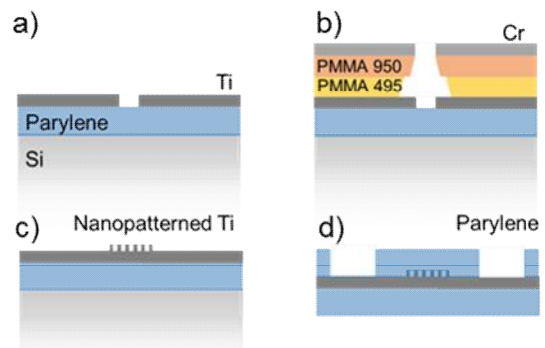 a)
Ti
Parylene
Si
b)
Cr
PMMA 950
PMMA 495
c)
Nanopatterned Ti
d)
Parylene